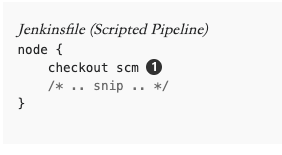 Jenkinsfile (Scripted Pipeline)
node {
    checkout scm 1
    /* .. snip .. */
}